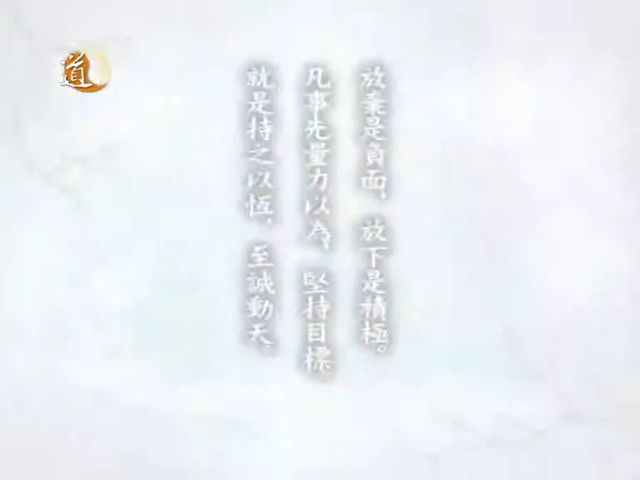 道
放棄是負面，放下是積極。
凡事先量力以為，堅持目標
就是持之以恆，至誠動天，